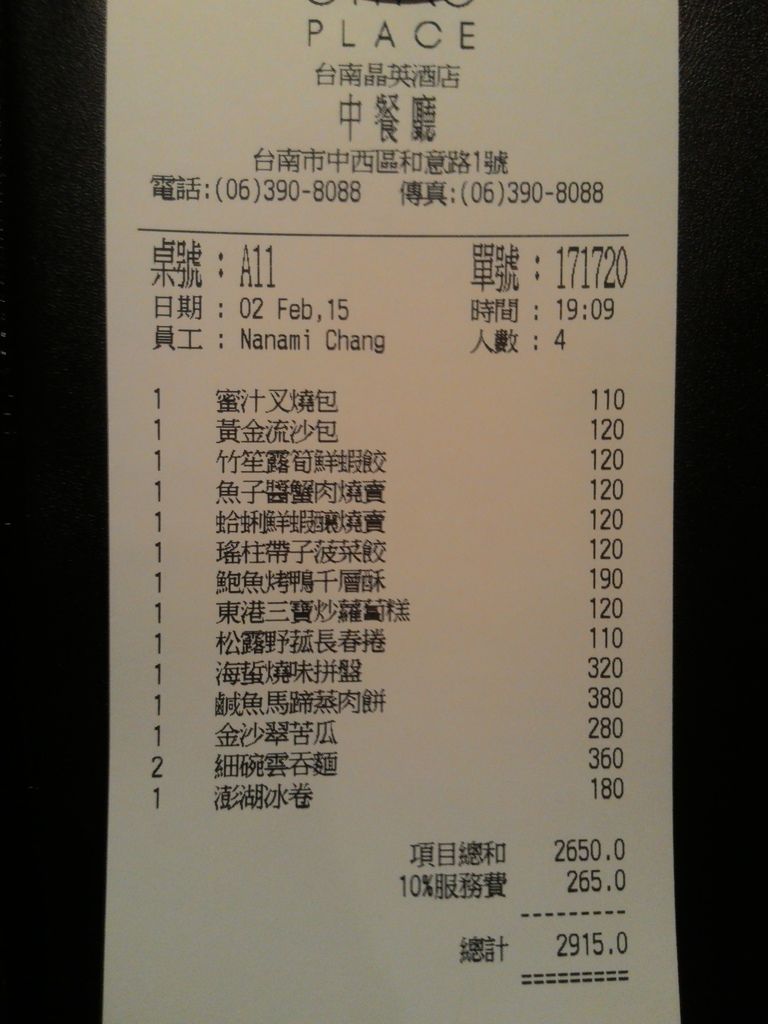 PLACE
台南晶英酒店
中餐廳
台南市中西區和意路1號
電話:(06)390-8088 傳真:(06)390-8088
桌號 : A11 單號 : 171720
日期 : 02 Feb,15 時間 : 19:09
員工 : Nanami Chang 人數 : 4
1 蜜汁叉燒包 110
1 黃金流沙包 120
1 竹笙露筍鮮蝦餃 120
1 魚子醬蟹肉燒賣 120
1 蛤蜊鮮蝦釀燒賣 120
1 瑤柱帶子菠菜餃 120
1 鮑魚烤鴨千層酥 190
1 東港三寶炒蘿蔔糕 120
1 松露野菰長春捲 110
1 海蜇燒味拼盤 320
1 鹹魚馬蹄蒸肉餅 380
1 金沙翠苦瓜 280
2 細碗雲吞麵 360
1 澎湖冰卷 180
項目總和 2650.0
10%服務費 265.0
---------
總計 2915.0
=========